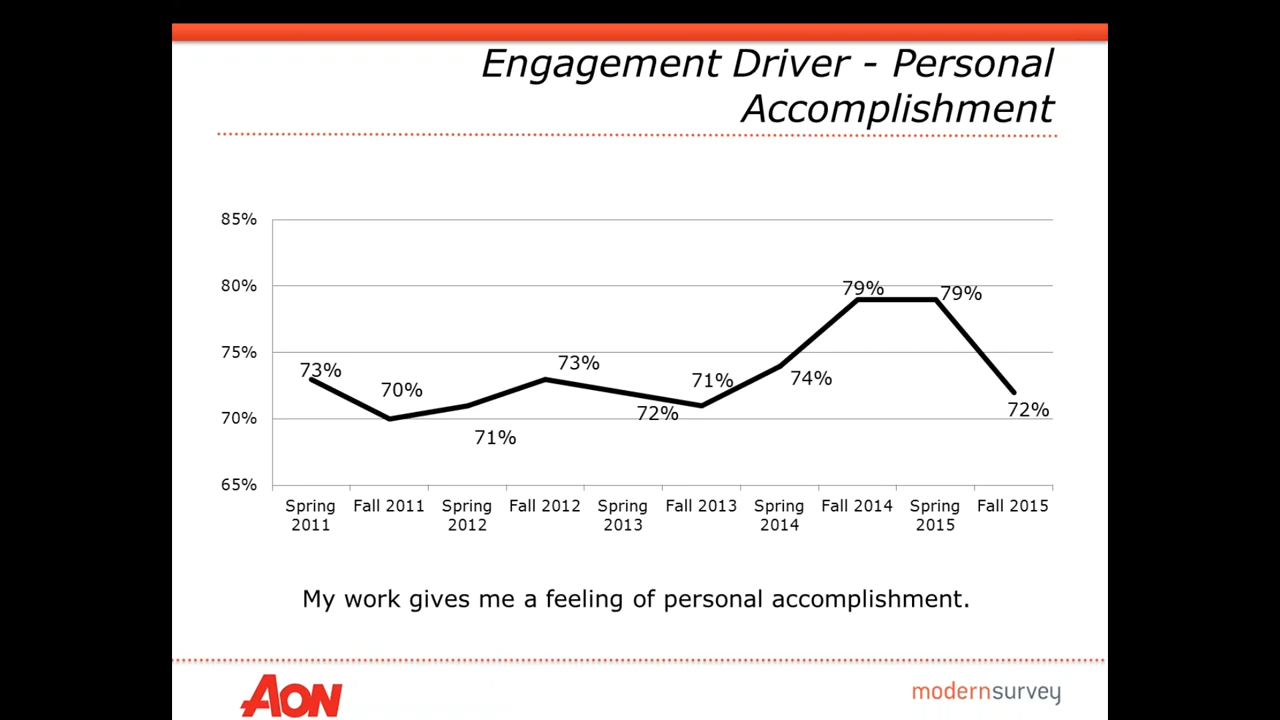 Engagement Driver - Personal
Accomplishment
85%
80%
79%
79%
75%
73%
73%
70%
71%
74%
72%
72%
70%
71%
65%
Spring
2011
Fall 2011
Spring
2012
Fall 2012
Spring
2013
Fall 2013
Spring
2014
Fall 2014
Spring
2015
Fall 2015
My work gives me a feeling of personal accomplishment.
AON
modernsurvey